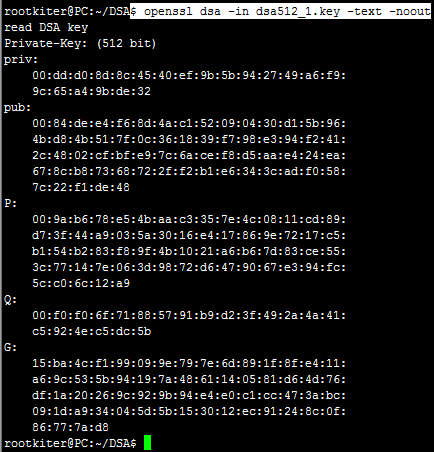 rootkiter@PC:~/DSA$ openssl dsa -in dsa512_1.key -text -noout
read DSA key
Private-Key: (512 bit)
priv:
00:dd:d0:8d:8c:45:40:ef:9b:5b:94:27:49:a6:f9:
9c:65:a4:9b:de:32
pub:
00:84:de:e4:f6:8d:4a:c1:52:09:04:30:d1:5b:96:
4b:d8:4b:51:7f:0c:36:18:39:f7:98:e3:94:f2:41:
2c:48:02:cf:bf:e9:7c:6a:ce:f8:d5:aa:e4:24:ea:
67:8c:b8:73:68:72:2f:f2:b1:e6:34:3c:ad:f0:58:
7c:22:f1:de:48
P:
00:9a:b6:78:e5:4b:aa:c3:35:7e:4c:08:11:cd:89:
d7:3f:44:a9:03:5a:30:16:e4:17:86:9e:72:17:c5:
b1:54:b2:83:f8:9f:4b:10:21:a6:b6:7d:83:ce:55:
3c:77:14:7e:06:3d:98:72:d6:47:90:67:e3:94:fc:
5c:c0:6c:12:a9
Q:
00:f0:f0:6f:71:88:57:91:b9:d2:3f:49:2a:4a:41:
c5:92:4e:c5:dc:5b
G:
15:ba:4c:f1:99:09:9e:79:7e:6d:89:1f:8f:e4:11:
a6:9c:53:5b:94:19:7a:48:61:14:05:81:d6:4d:76:
df:1a:20:26:9c:92:9b:94:e4:e0:c1:cc:47:3a:bc:
09:1d:a9:34:04:5d:5b:15:30:12:ec:91:24:8c:0f:
86:77:7a:d8
rootkiter@PC:~/DSA$